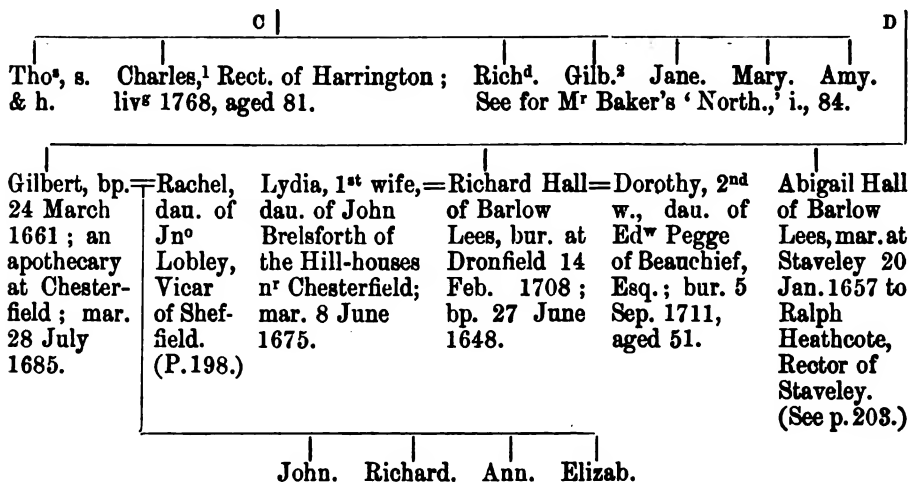 C D
Thoˢ, s. & h.
Charles,¹ Rect. of Harrington ; livᵍ 1768, aged 81.
Richᵈ. Gilb.² Jane. Mary. Amy.
See for Mʳ Baker's ‘ North.,’ i., 84.
Gilbert, bp.
24 March
1661 ; an
apothecary
at Chester-
field ; mar.
28 July
1685.
=Rachel,
dau. of
Jnᵒ
Lobley,
Vicar
of Shef-
field.
(P.198.)
Lydia, 1ˢᵗ wife,=
dau. of John
Brelsforth of
the Hill-houses
nʳ Chesterfield;
mar. 8 June
1675.
Richard Hall=
of Barlow
Lees, bur. at
Dronfield 14
Feb. 1708 ;
bp. 27 June
1648.
Dorothy, 2ⁿᵈ
w., dau. of
Edʷ Pegge
of Beauchief,
Esq.; bur. 5
Sep. 1711,
aged 51.
Abigail Hall
of Barlow
Lees, mar. at
Staveley 20
Jan. 1657 to
Ralph
Heathcote,
Rector of
Staveley.
(See p. 203.)
John. Richard. Ann. Elizab.